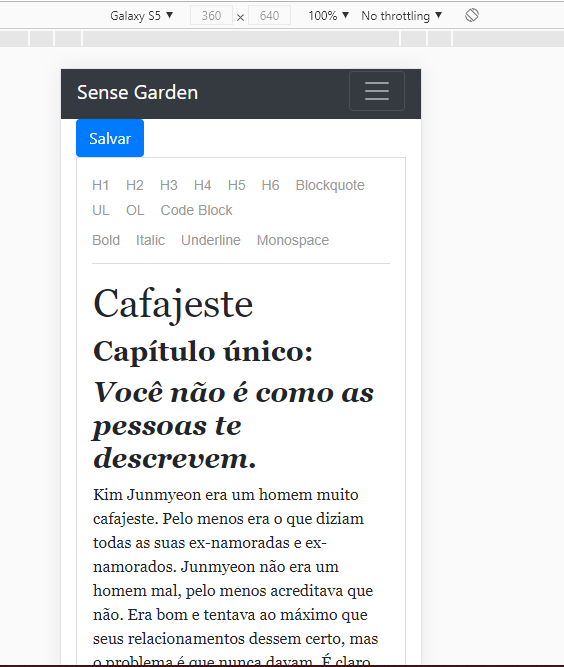 Galaxy S5 ▼ 360 × 640 100% ▼ No throttling ▼
Sense Garden
Salvar
H1 H2 H3 H4 H5 H6 Blockquote
UL OL Code Block
Bold Italic Underline Monospace
Cafajeste
Capítulo único:
Você não é como as
pessoas te
descrevem.
Kim Junmyeon era um homem muito
cafajeste. Pelo menos era o que diziam
todas as suas ex-namoradas e ex-
namorados. Junmyeon não era um
homem mal, pelo menos acreditava que
não. Era bom e tentava ao máximo que
seus relacionamentos dessem certo, mas
o problema é que nunca davam. É claro